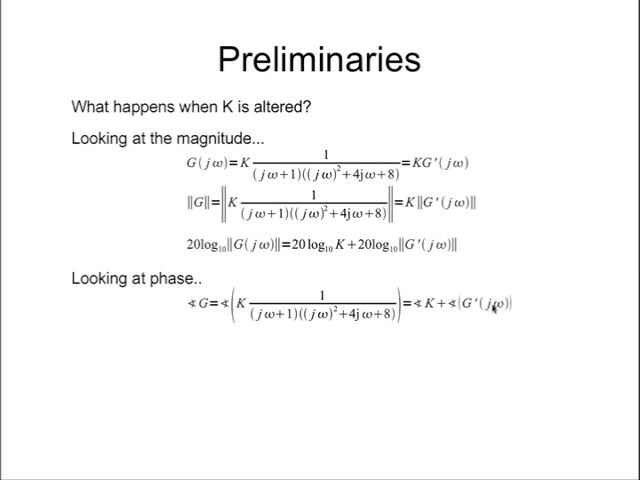 Preliminaries
What happens when K is altered?
Looking at the magnitude...
G(jω)=K 1/((jω+1)((jω)²+4jω+8))=KG'(jω)
‖G‖=‖K 1/((jω+1)((jω)²+4jω+8))‖=K‖G'(jω)‖
20log₁₀‖G(jω)‖=20log₁₀K+20log₁₀‖G'(jω)‖
Looking at phase..
∢G=∢(K 1/((jω+1)((jω)²+4jω+8)))=∢K+∢(G'(jω))